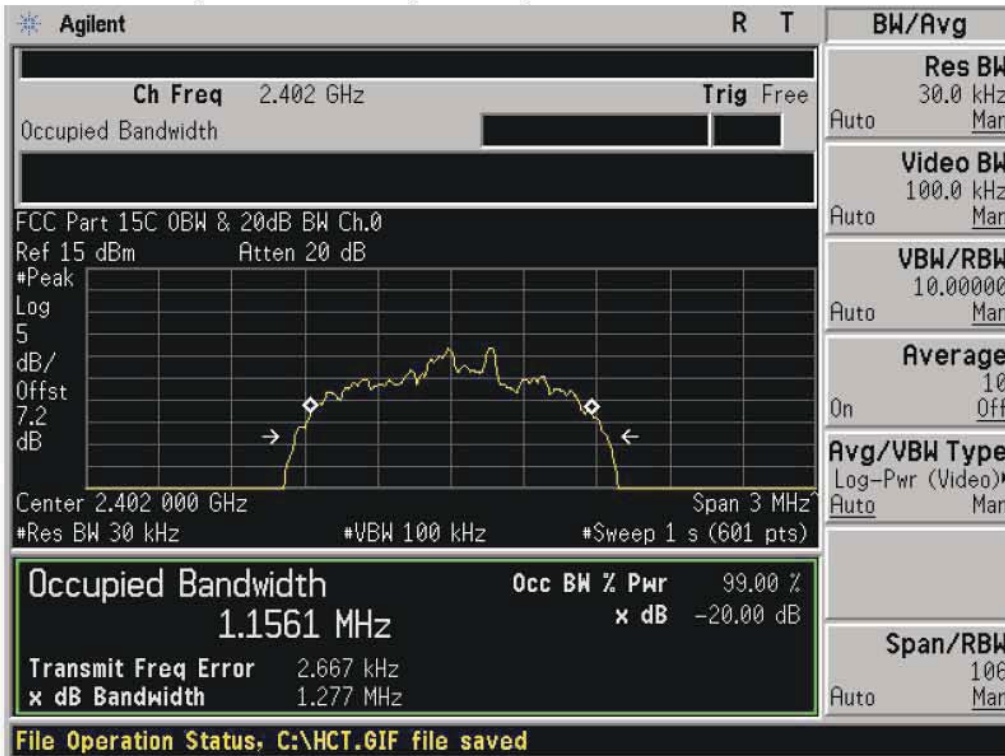 Agilent
R T
Ch Freq 2.402 GHz
Trig Free
Occupied Bandwidth
FCC Part 15C OBW & 20dB BW Ch.0
Ref 15 dBm
Atten 20 dB
#Peak
Log
5
dB/
Offst
7.2
dB
Center 2.402 000 GHz
Span 3 MHz^
#Res BW 30 kHz
#VBW 100 kHz
#Sweep 1 s (601 pts)
Occupied Bandwidth
1.1561 MHz
Occ BW % Pwr 99.00 %
x dB -20.00 dB
Transmit Freq Error 2.667 kHz
x dB Bandwidth 1.277 MHz
File Operation Status, C:\HCT.GIF file saved
BW/Avg
Res BW
30.0 kHz
Auto Man
Video BW
100.0 kHz
Auto Man
VBW/RBW
10.00000
Auto Man
Average
10
On Off
Avg/VBW Type
Log-Pwr (Video)
Auto Man
Span/RBW
106
Auto Man